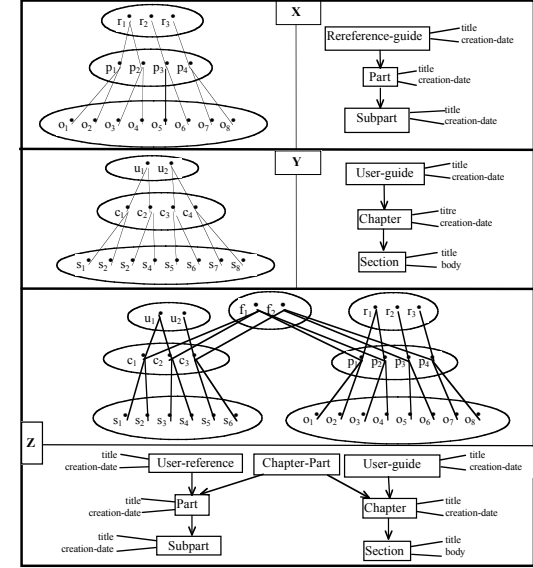 X
r1 r2 r3
p1 p2 p3 p4
o1 o2 o3 o4 o5 o6 o7 o8
Rereference-guide
title
creation-date
Part
title
creation-date
Subpart
title
creation-date
Y
u1 u2
c1 c2 c3 c4
s1 s2 s2 s4 s5 s6 s7 s8
User-guide
title
creation-date
Chapter
titre
creation-date
Section
title
body
Z
f1 f2
u1 u2
r1 r2 r3
c1 c2 c3
p1 p2 p3 p4
s1 s2 s3 s4 s5 s6
o1 o2 o3 o4 o5 o6 o7 o8
title
creation-date
User-reference
Chapter-Part
User-guide
title
creation-date
title
creation-date
Part
Chapter
title
creation-date
title
creation-date
Subpart
Section
title
body